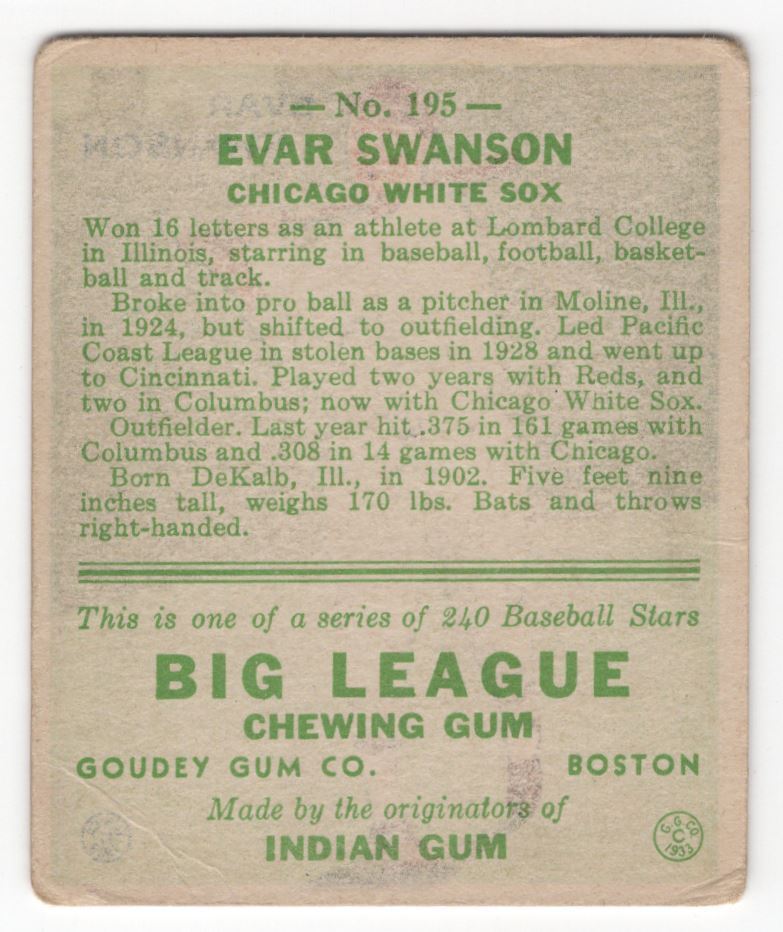 — No. 195 —
EVAR SWANSON
CHICAGO WHITE SOX
Won 16 letters as an athlete at Lombard College
in Illinois, starring in baseball, football, basket-
ball and track.
Broke into pro ball as a pitcher in Moline, Ill.,
in 1924, but shifted to outfielding. Led Pacific
Coast League in stolen bases in 1928 and went up
to Cincinnati. Played two years with Reds, and
two in Columbus; now with Chicago White Sox.
Outfielder. Last year hit .375 in 161 games with
Columbus and .308 in 14 games with Chicago.
Born DeKalb, Ill., in 1902. Five feet nine
inches tall, weighs 170 lbs. Bats and throws
right-handed.
This is one of a series of 240 Baseball Stars
BIG LEAGUE
CHEWING GUM
GOUDEY GUM CO. BOSTON
Made by the originators of
INDIAN GUM
G.G.CO.
C
1933